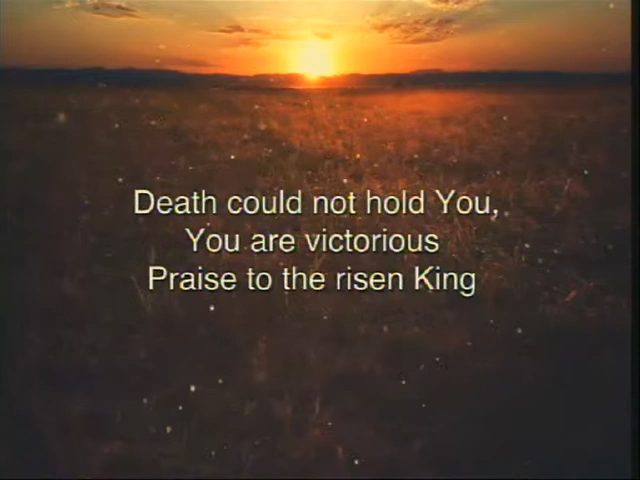 Death could not hold You,
You are victorious
Praise to the risen King